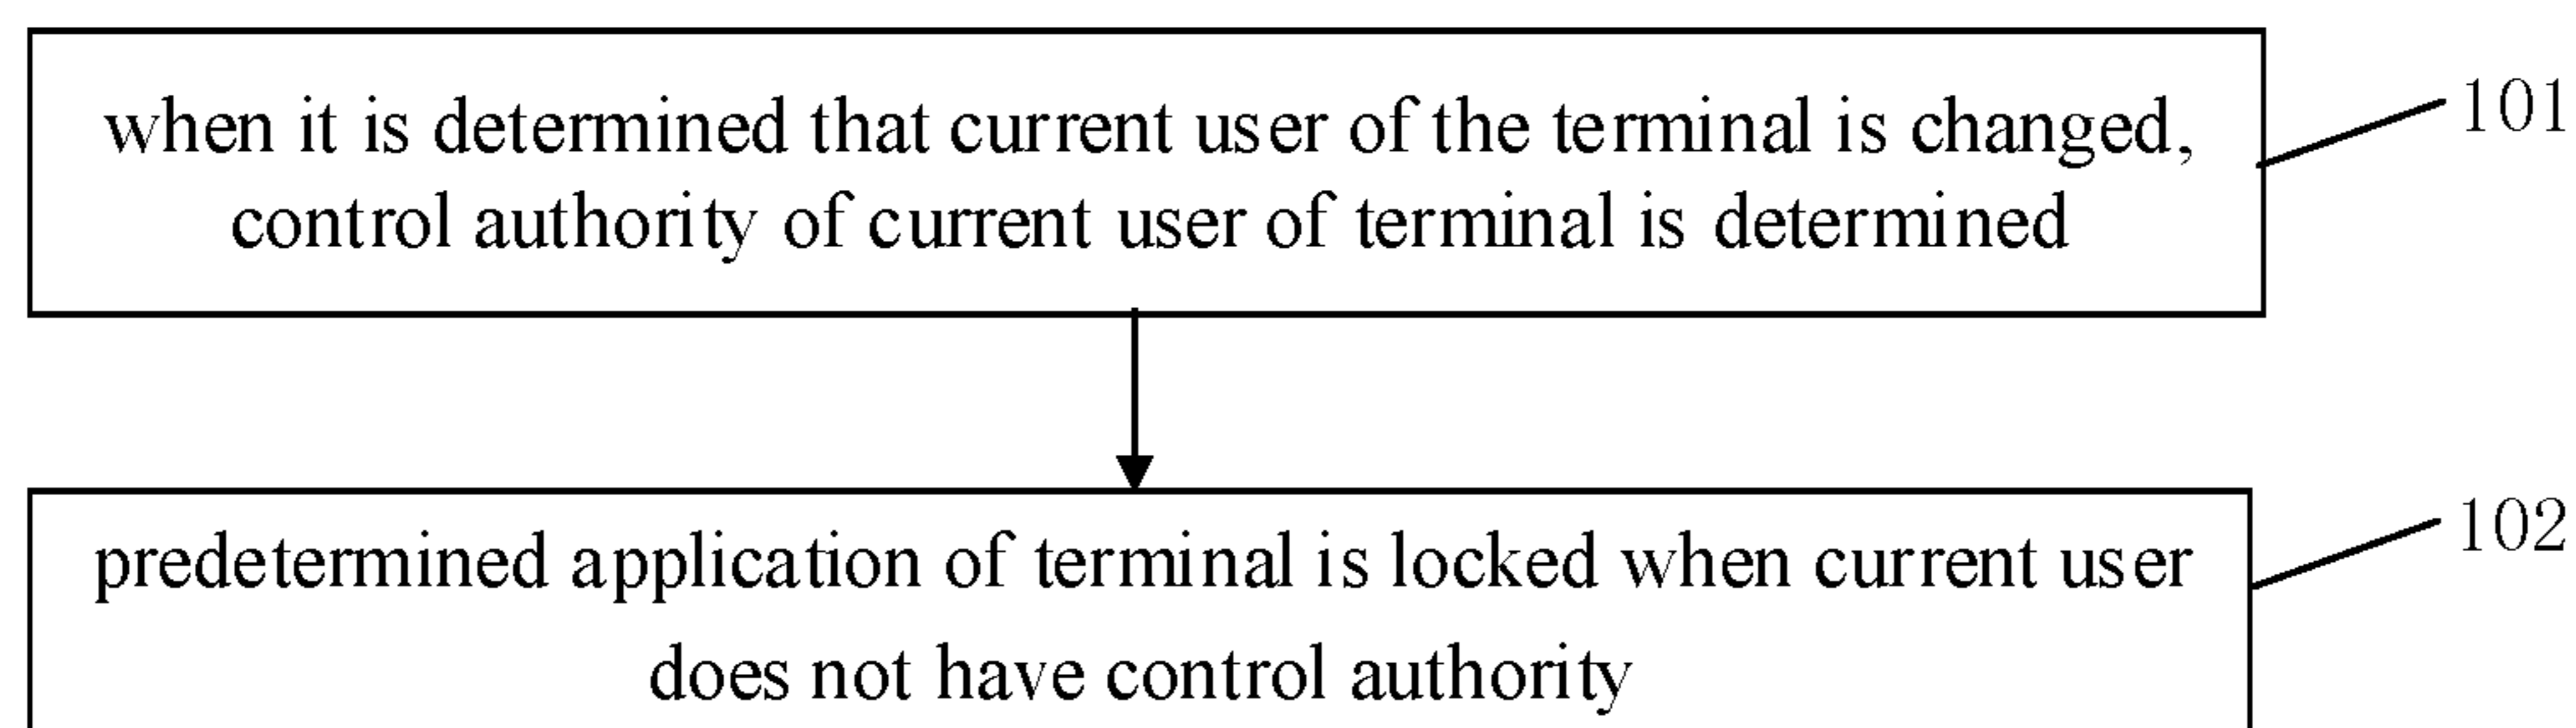 when it is determined that current user of the terminal is changed,
control authority of current user of terminal is determined
101
predetermined application of terminal is locked when current user
does not have control authority
102